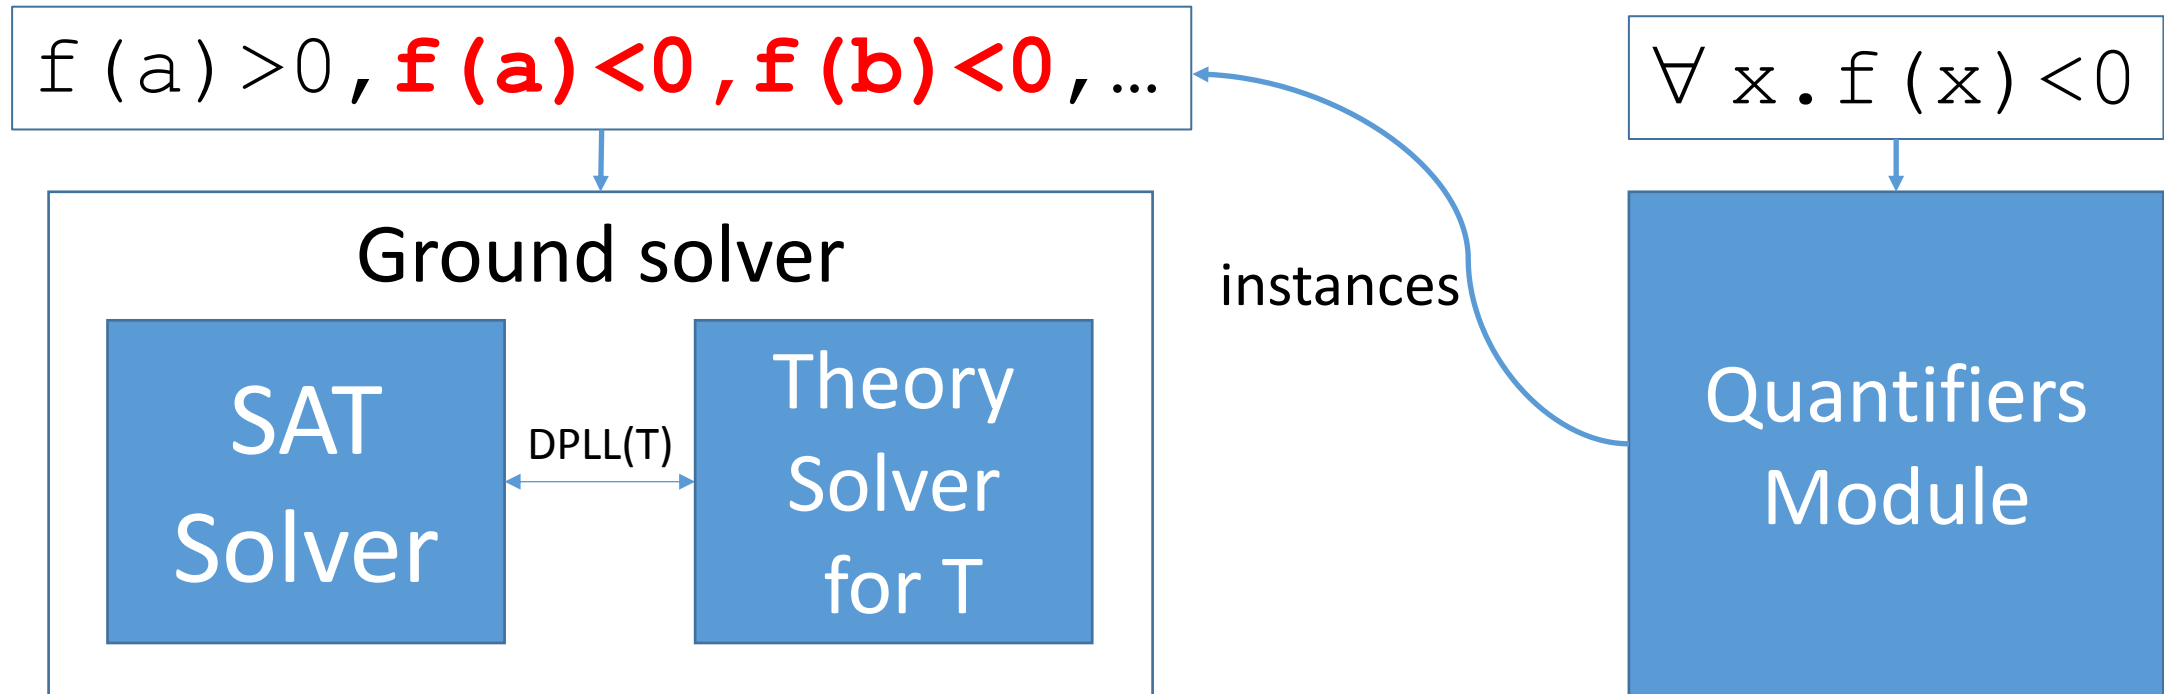 f(a)>0,f(a)<0,f(b)<0,…
∀ x.f(x)<0
Ground solver
SAT
Solver
DPLL(T)
Theory
Solver
for T
instances
Quantifiers
Module